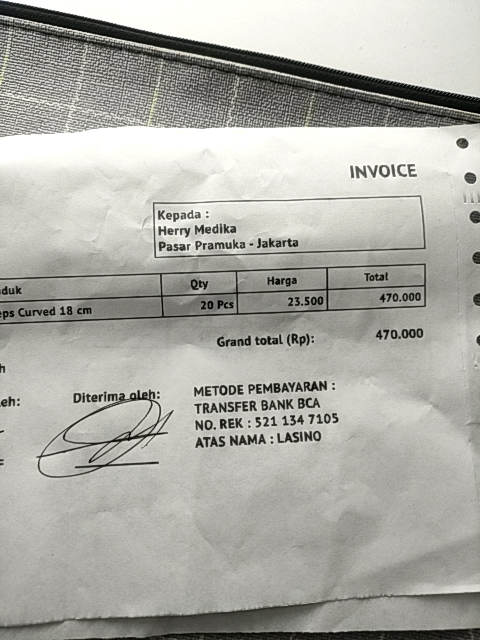 INVOICE
Kepada :
Herry Medika
Pasar Pramuka - Jakarta
duk Qty Harga Total
eps Curved 18 cm 20 Pcs 23.500 470.000
Grand total (Rp): 470.000
h
eh: Diterima oleh:
METODE PEMBAYARAN :
TRANSFER BANK BCA
NO. REK : 521 134 7105
ATAS NAMA : LASINO